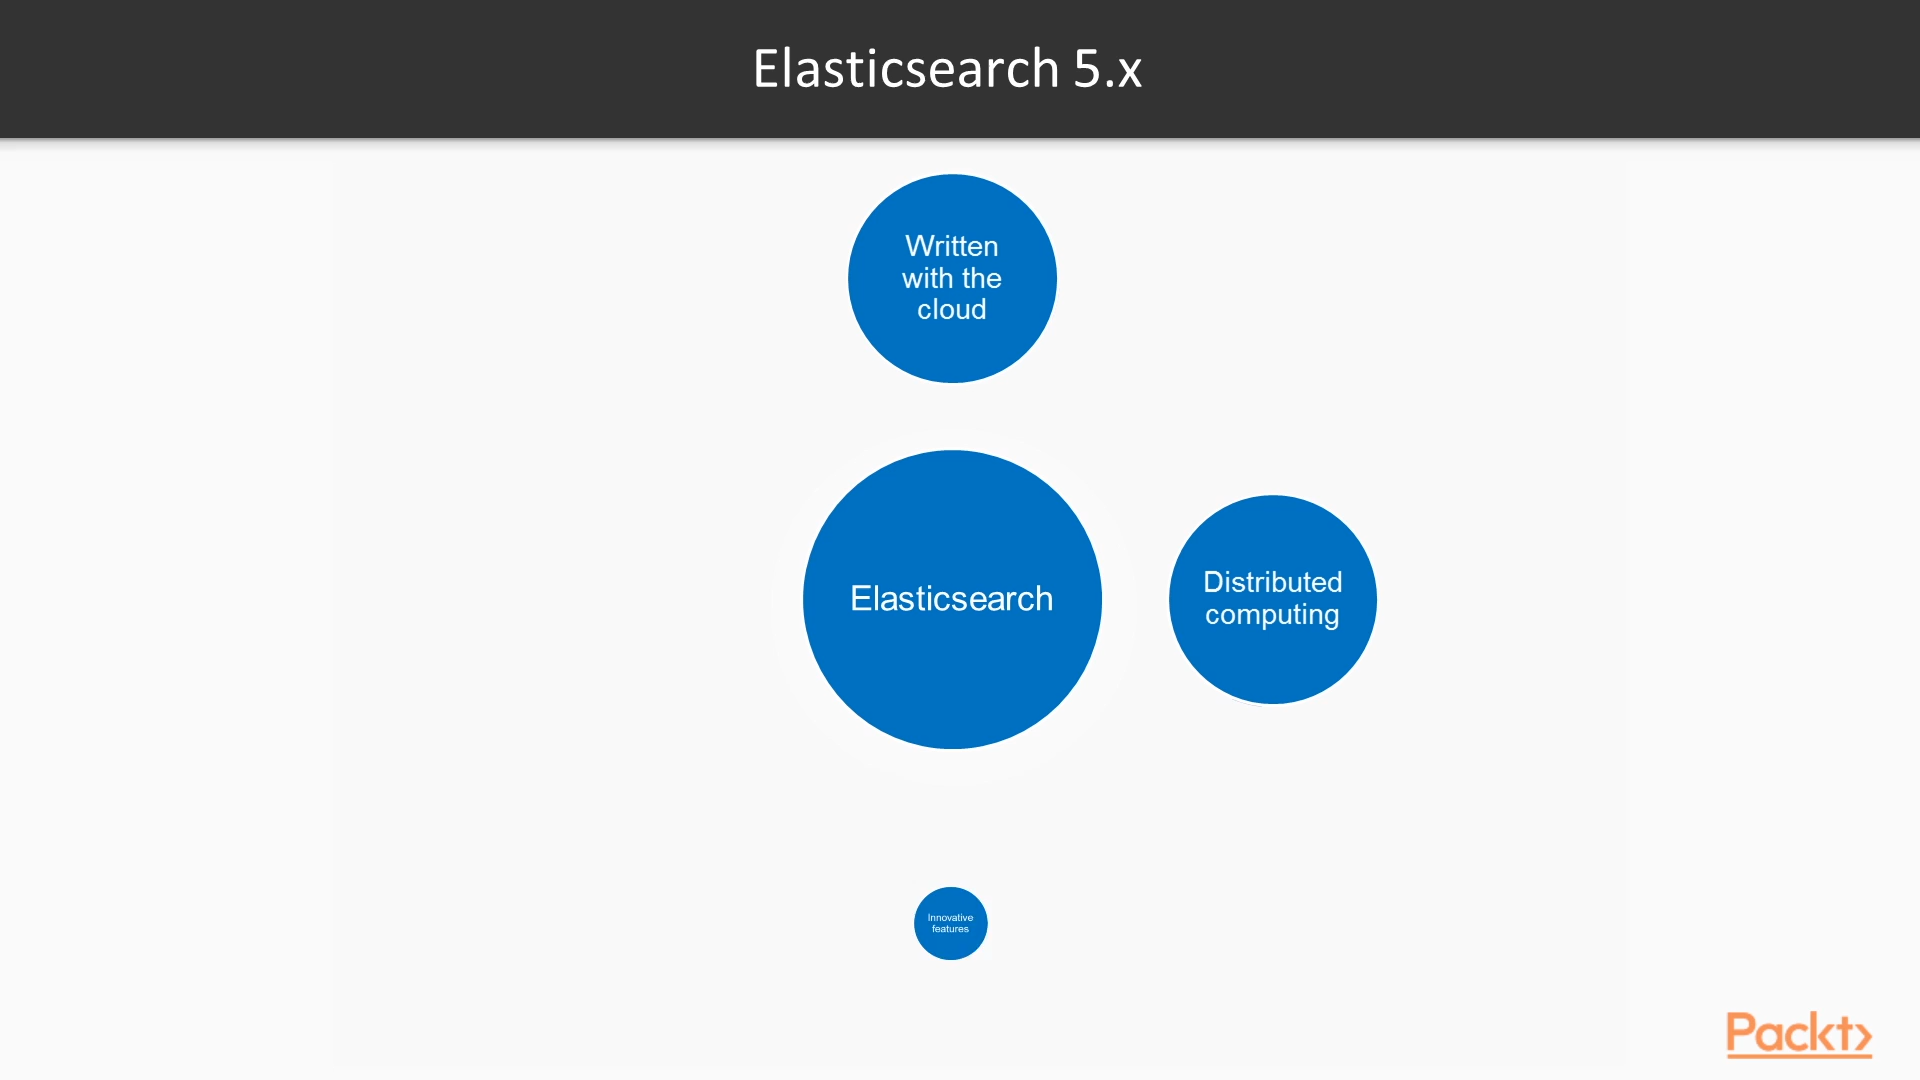 Elasticsearch 5.x
Written
with the
cloud
Elasticsearch
Distributed
computing
Innovative
features
Packt